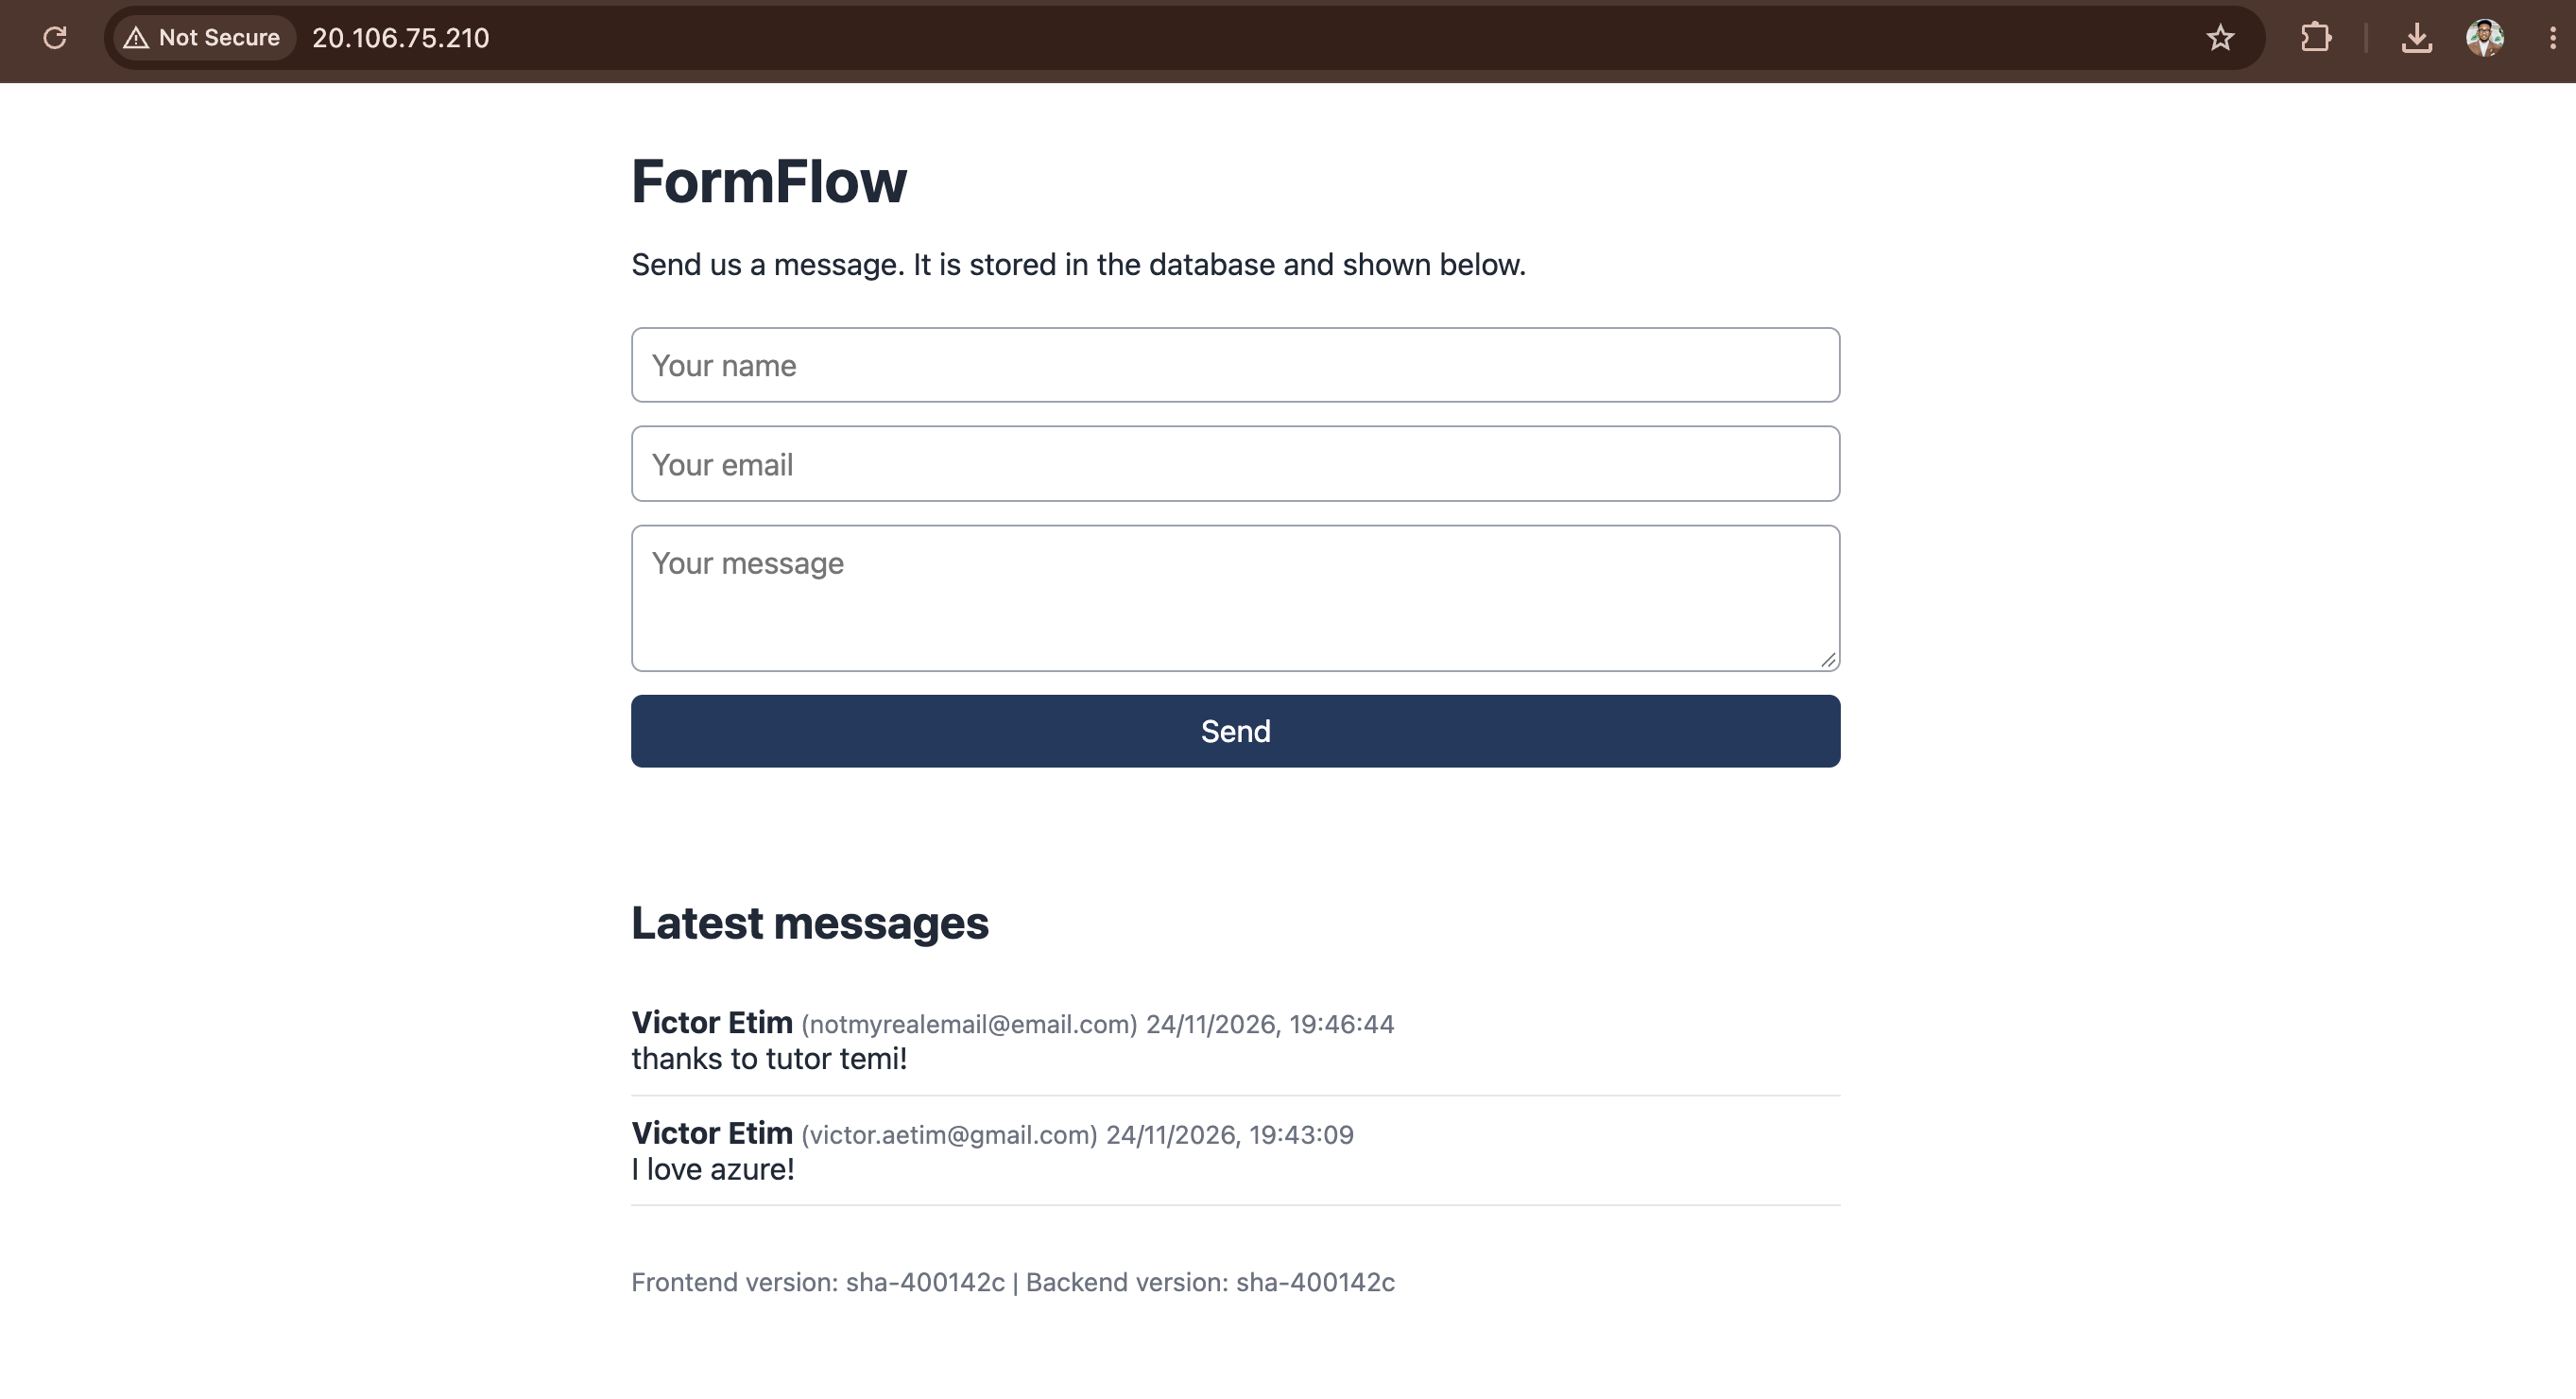 Not Secure 20.106.75.210
FormFlow
Send us a message. It is stored in the database and shown below.
Your name
Your email
Your message
Send
Latest messages
Victor Etim (notmyrealemail@email.com) 24/11/2026, 19:46:44
thanks to tutor temi!
Victor Etim (victor.aetim@gmail.com) 24/11/2026, 19:43:09
I love azure!
Frontend version: sha-400142c | Backend version: sha-400142c